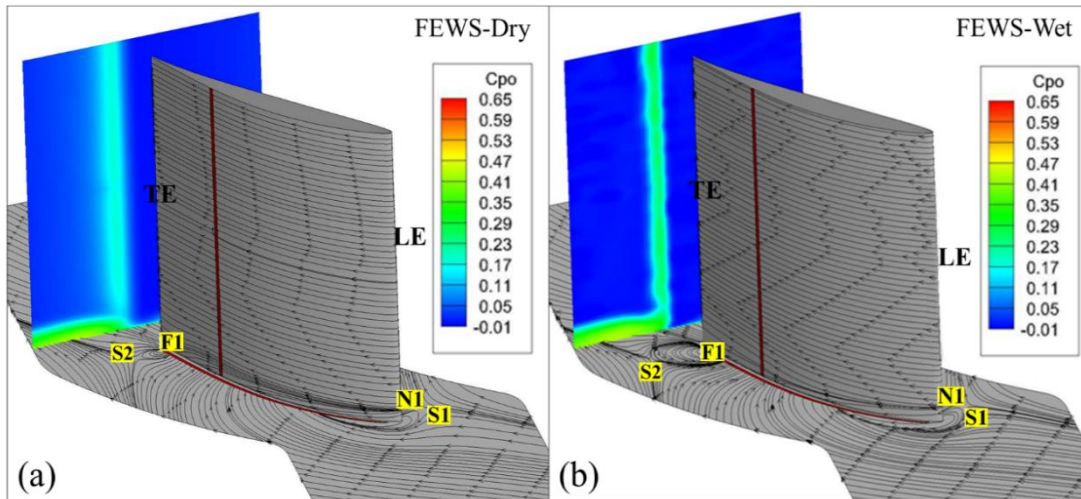 FEWS-Dry
Cpo
0.65
0.59
0.53
0.47
0.41
0.35
0.29
0.23
0.17
0.11
0.05
-0.01
TE
LE
S2
F1
N1
S1
(a)
FEWS-Wet
Cpo
0.65
0.59
0.53
0.47
0.41
0.35
0.29
0.23
0.17
0.11
0.05
-0.01
TE
LE
S2
F1
N1
S1
(b)